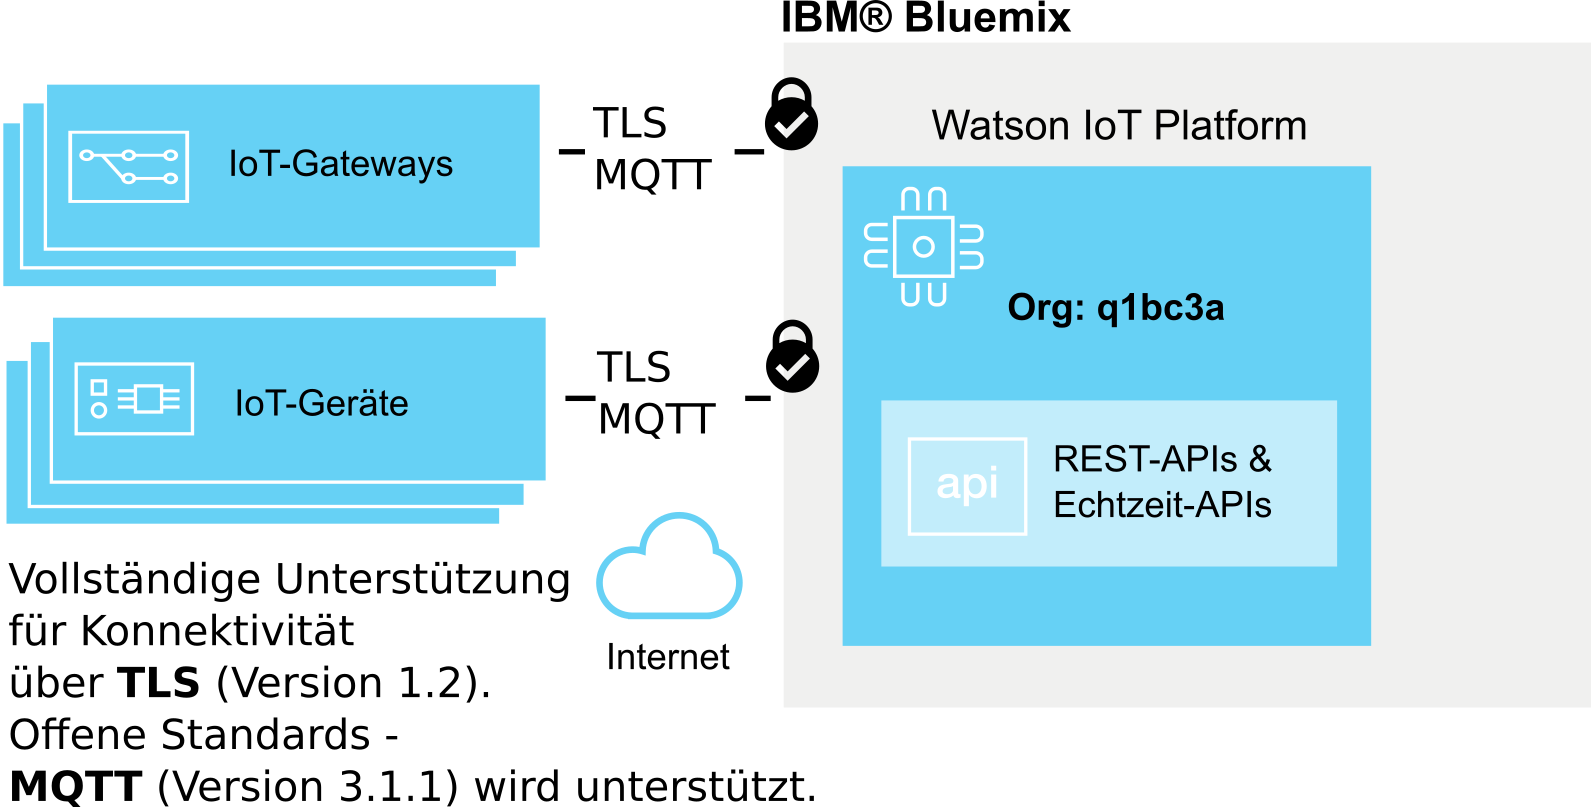 IBM® Bluemix
IoT-Gateways
TLS
MQTT
Watson IoT Platform
Org: q1bc3a
IoT-Geräte
TLS
MQTT
api
REST-APIs &
Echtzeit-APIs
Internet
Vollständige Unterstützung
für Konnektivität
über TLS (Version 1.2).
Offene Standards -
MQTT (Version 3.1.1) wird unterstützt.